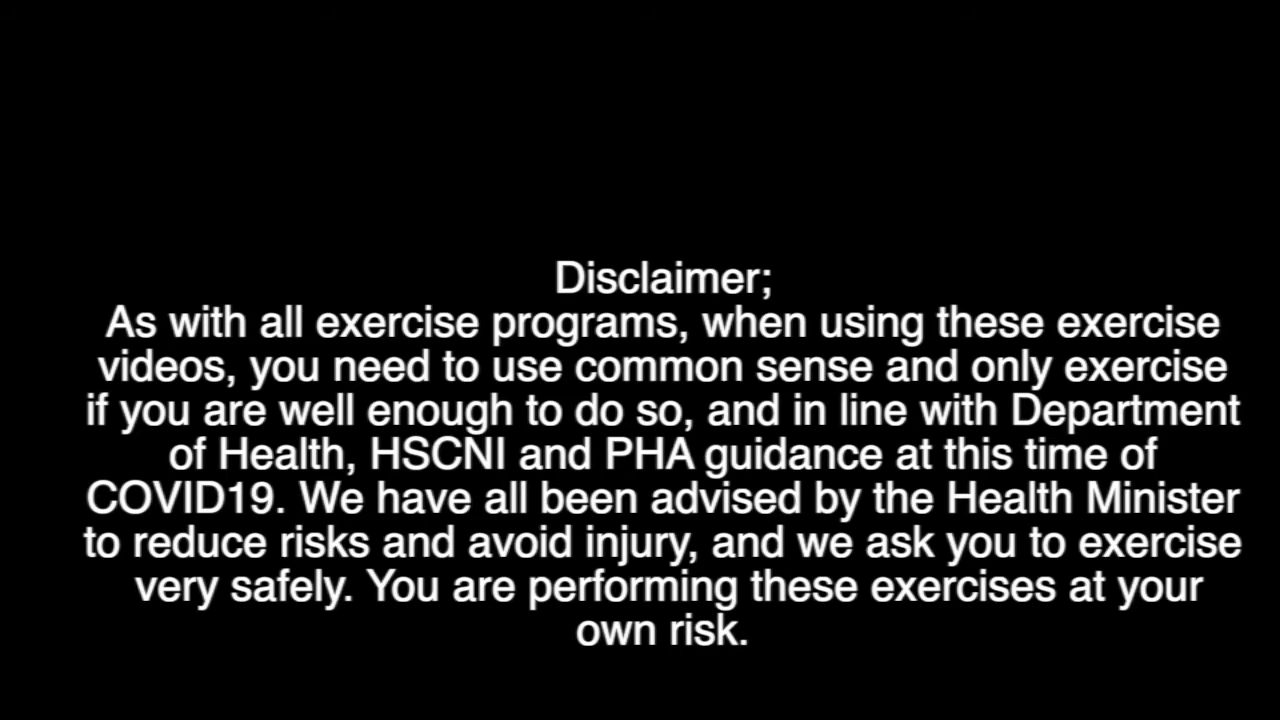 Disclaimer;
As with all exercise programs, when using these exercise
videos, you need to use common sense and only exercise
if you are well enough to do so, and in line with Department
of Health, HSCNI and PHA guidance at this time of
COVID19. We have all been advised by the Health Minister
to reduce risks and avoid injury, and we ask you to exercise
very safely. You are performing these exercises at your
own risk.